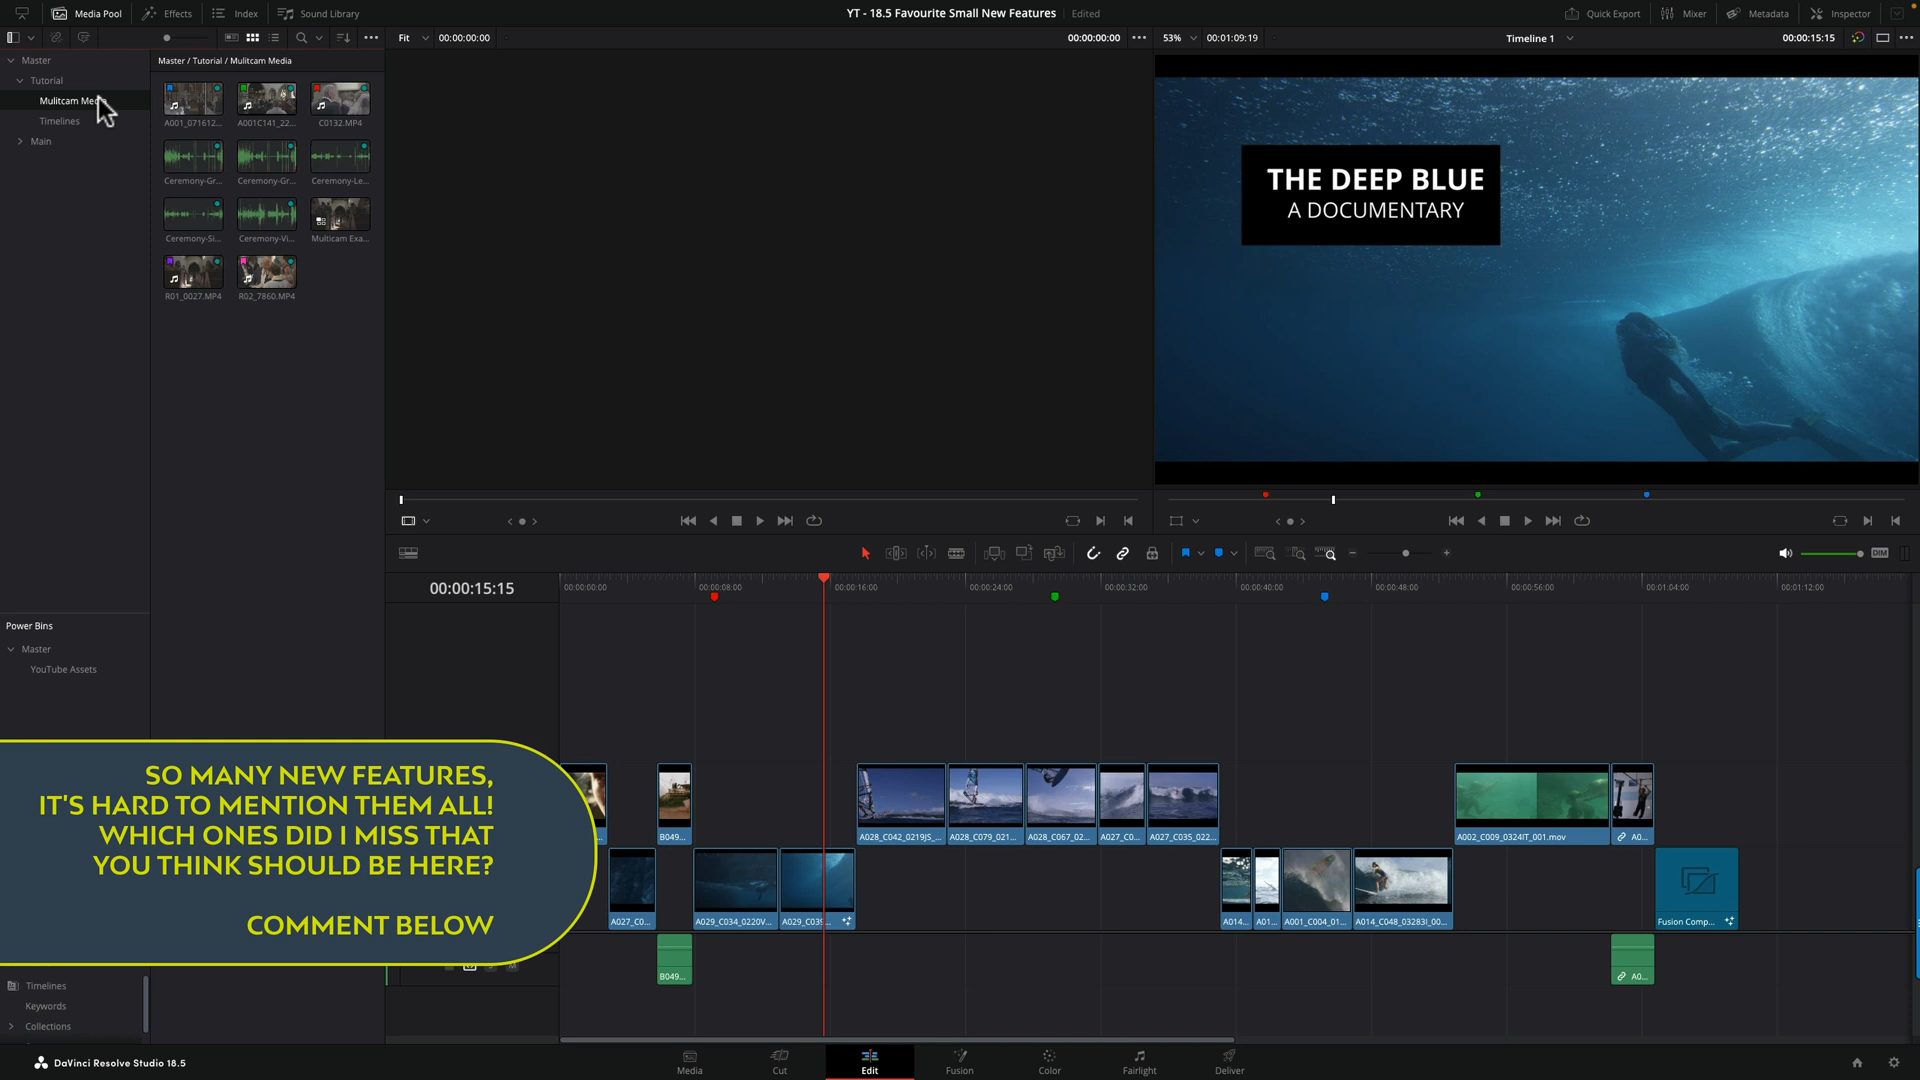 Media Pool
Effects
Index
Sound Library
YT - 18.5 Favourite Small New Features
Edited
Quick Export
Mixer
Metadata
Inspector
Fit
00:00:00:00
00:00:00:00
53%
00:01:09:19
Timeline 1
00:00:15:15
Master
Tutorial
Mulitcam Me
Timelines
Main
Master / Tutorial / Mulitcam Media
A001_071612...
A001C141_22...
C0132.MP4
Ceremony-Gr...
Ceremony-Gr...
Ceremony-Le...
Ceremony-Si...
Ceremony-Vi...
Multicam Exa...
R01_0027.MP4
R02_7860.MP4
THE DEEP BLUE
A DOCUMENTARY
DIM
00:00:15:15
00:00:00:00
00:00:08:00
00:00:16:00
00:00:24:00
00:00:32:00
00:00:40:00
00:00:48:00
00:00:56:00
00:01:04:00
00:01:12:00
Power Bins
Master
YouTube Assets
SO MANY NEW FEATURES,
IT'S HARD TO MENTION THEM ALL!
WHICH ONES DID I MISS THAT
YOU THINK SHOULD BE HERE?
COMMENT BELOW
B049...
A028_C042_0219JS_...
A028_C079_021...
A028_C067_02...
A027_C0...
A027_C035_022...
A002_C009_0324IT_001.mov
A0...
A027_C0...
A029_C034_0220V...
A029_C039...
A014...
A01...
A001_C004_01...
A014_C048_03283I_00...
Fusion Comp...
B049...
A0...
Timelines
Keywords
Collections
DaVinci Resolve Studio 18.5
Media
Cut
Edit
Fusion
Color
Fairlight
Deliver